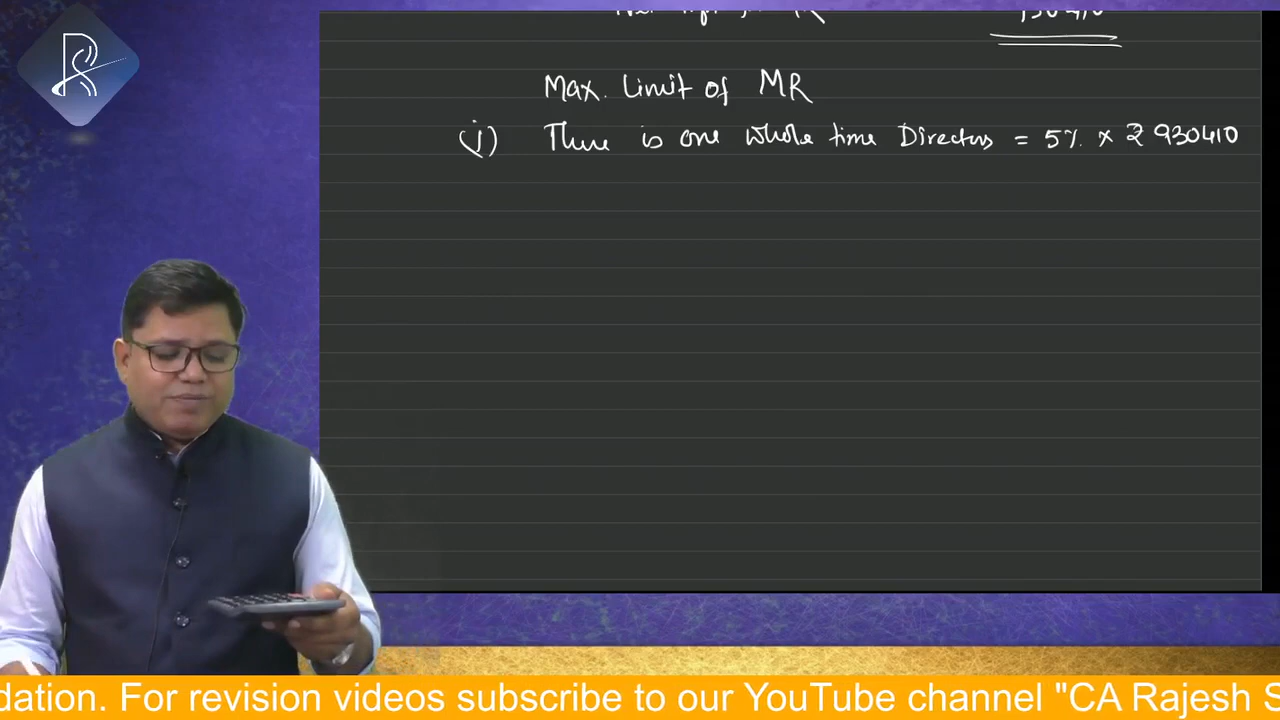 930410
Max. Limit of MR
(i) There is one whole time Directors = 5% × ₹ 930410
dation. For revision videos subscribe to our YouTube channel "CA Rajesh S